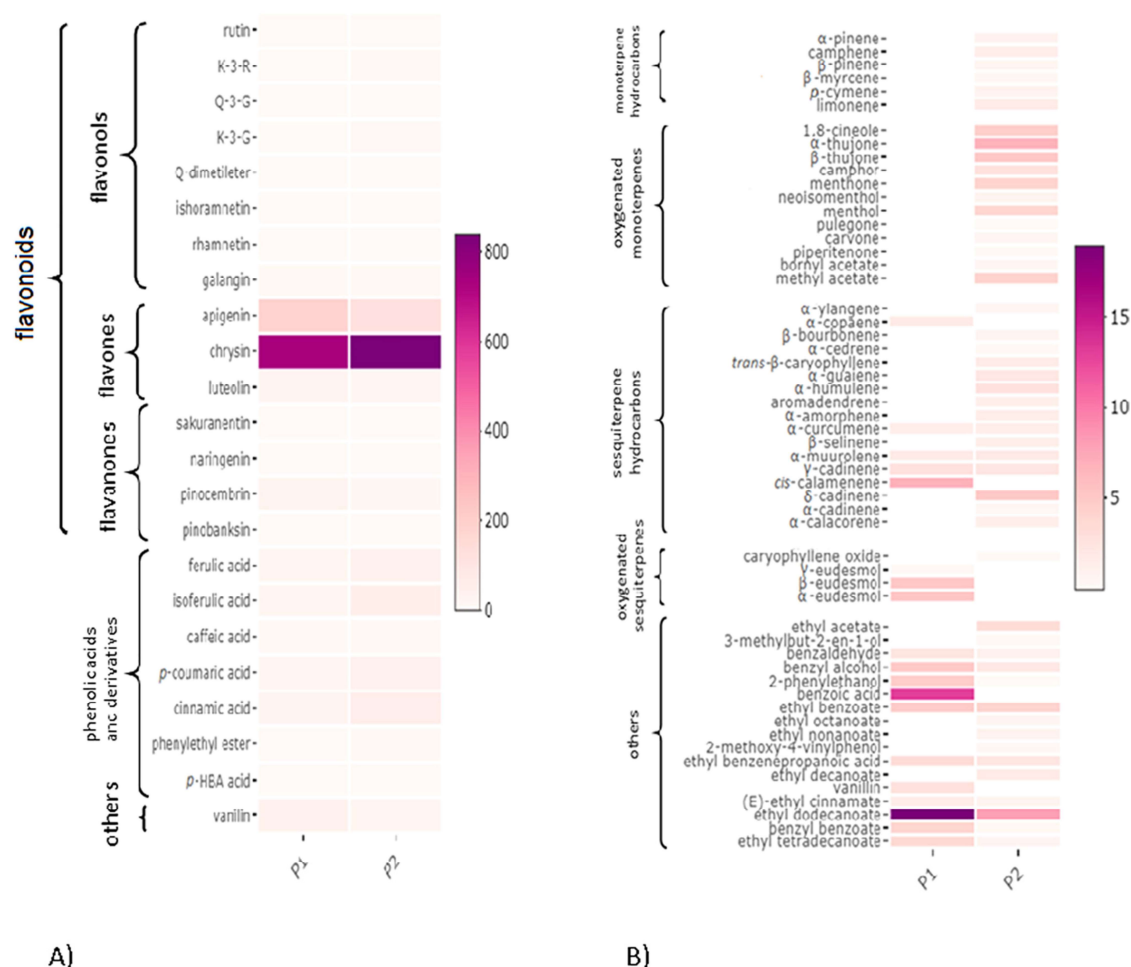 flavonoids
flavonols
rutin
K-3-R
Q-3-G
K-3-G
Q-dimetileter
ishoramnetin
rhamnetin
galangin
flavones
apigenin
chrysin
luteolin
flavanones
sakuranentin
naringenin
pinocembrin
pinobanksin
phenolic acids
anc derivatives
ferulic acid
isoferulic acid
caffeic acid
p-coumaric acid
cinnamic acid
phenylethyl ester
p-HBA acid
others
vanilin
P1
P2
800
600
400
200
0
A)
monoterpene
hydrocarbons
α-pinene
camphene
β-pinene
β-myrcene
p-cymene
limonene
oxygenated
monoterpenes
1.8-cineole
α-thujone
β-thujone
camphor
menthone
neoisomenthol
menthol
pulegone
carvone
piperitenone
bornyl acetate
methyl acetate
sesquiterpene
hydrocarbons
α-ylangene
α-copaene
β-bourbonene
α-cedrene
trans-β-caryophyllene
α-guaiene
α-humulene
aromadendrene
α-amorphene
α-curcumene
β-selinene
α-muurolene
γ-cadinene
cis-calamenene
δ-cadinene
α-cadinene
α-calacorene
oxygenated
sesquiterpenes
caryophyllene oxide
γ-eudesmol
β-eudesmol
α-eudesmol
others
ethyl acetate
3-methylbut-2-en-1-ol
benzaldehyde
benzyl alcohol
2-phenylethanol
benzoic acid
ethyl benzoate
ethyl octanoate
ethyl nonanoate
2-methoxy-4-vinylphenol
ethyl benzenepropanoic acid
ethyl decanoate
vanillin
(E)-ethyl cinnamate
ethyl dodecanoate
benzyl benzoate
ethyl tetradecanoate
P1
P2
15
10
5
B)